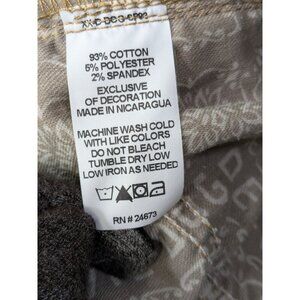 93% COTTON
5% POLYESTER
2% SPANDEX
EXCLUSIVE
OF DECORATION
MADE IN NICARAGUA
MACHINE WASH COLD
WITH LIKE COLORS
DO NOT BLEACH
TUMBLE DRY LOW
LOW IRON AS NEEDED
RN # 24673